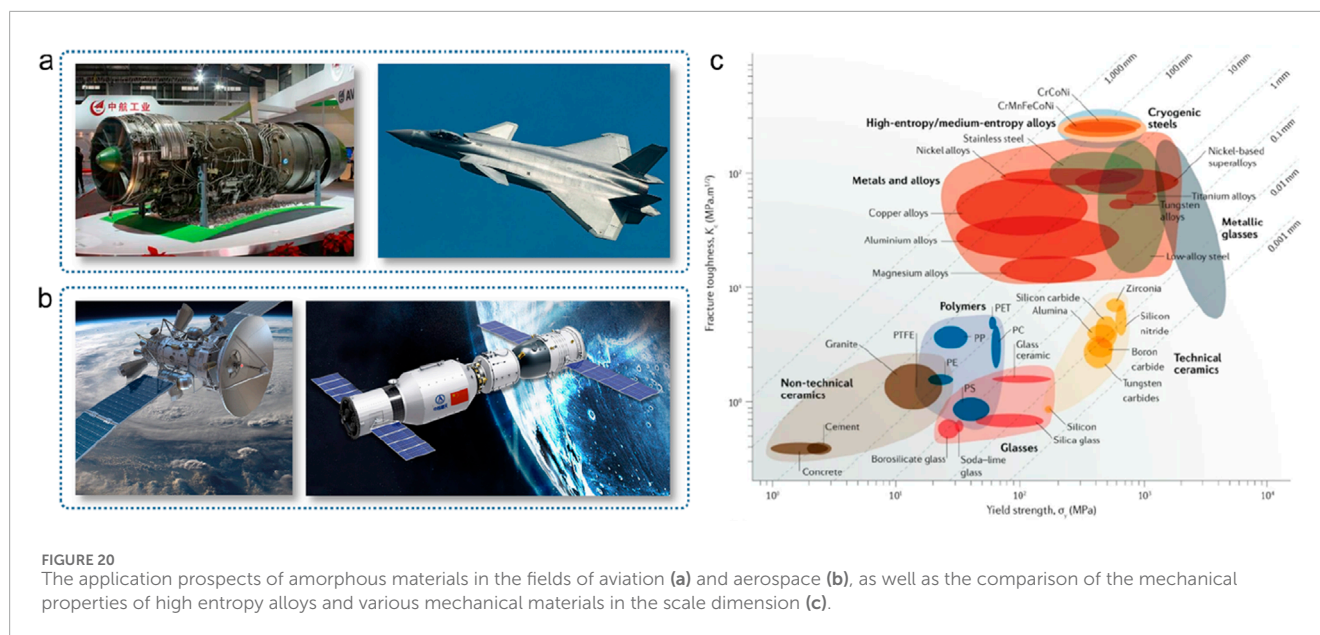 a
中航工业
AV
b
c
1,000 mm
100 mm
10 mm
1 mm
0.1 mm
0.01 mm
0.001 mm
CrCoNi
CrMnFeCoNi
Cryogenic
steels
High-entropy/medium-entropy alloys
Stainless steel
Nickel alloys
Nickel-based
superalloys
Metals and alloys
Titanium alloys
Tungsten
alloys
Copper alloys
Metallic
glasses
Aluminium alloys
Low-alloy steel
Magnesium alloys
Zirconia
Silicon carbide
Alumina
Polymers
PET
Silicon
nitride
PTFE
PP
PC
Granite
Glass
ceramic
Boron
carbide
Technical
ceramics
PE
Non-technical
ceramics
PS
Tungsten
carbides
Cement
Silicon
Silica glass
Glasses
Borosilicate glass
Soda-lime
glass
Concrete
Fracture toughness, Kc (MPa.m1/2)
10²
10¹
10⁰
10⁰
10¹
10²
10³
10⁴
Yield strength, σy (MPa)
FIGURE 20
The application prospects of amorphous materials in the fields of aviation (a) and aerospace (b), as well as the comparison of the mechanical
properties of high entropy alloys and various mechanical materials in the scale dimension (c).